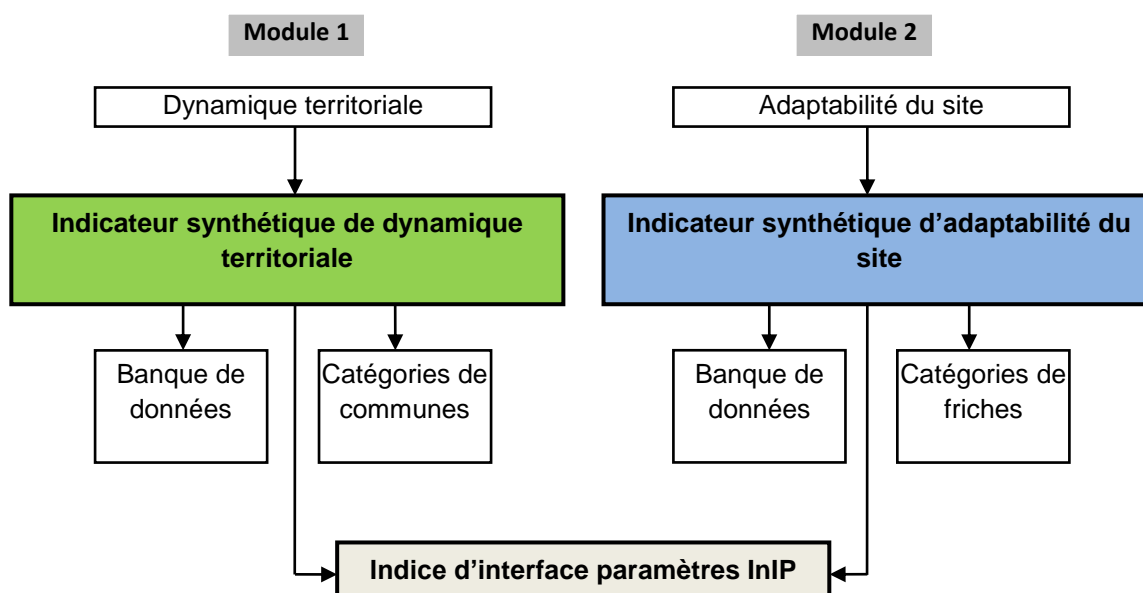 Module 1
Module 2
Dynamique territoriale
Adaptabilité du site
Indicateur synthétique de dynamique
territoriale
Indicateur synthétique d’adaptabilité du
site
Banque de
données
Catégories de
communes
Banque de
données
Catégories de
friches
Indice d’interface paramètres InIP